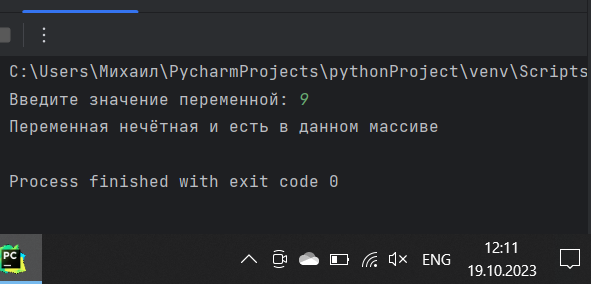 C:\Users\Михаил\PycharmProjects\pythonProject\venv\Scripts
Введите значение переменной: 9
Переменная нечётная и есть в данном массиве
Process finished with exit code 0
PC
ENG
12:11
19.10.2023